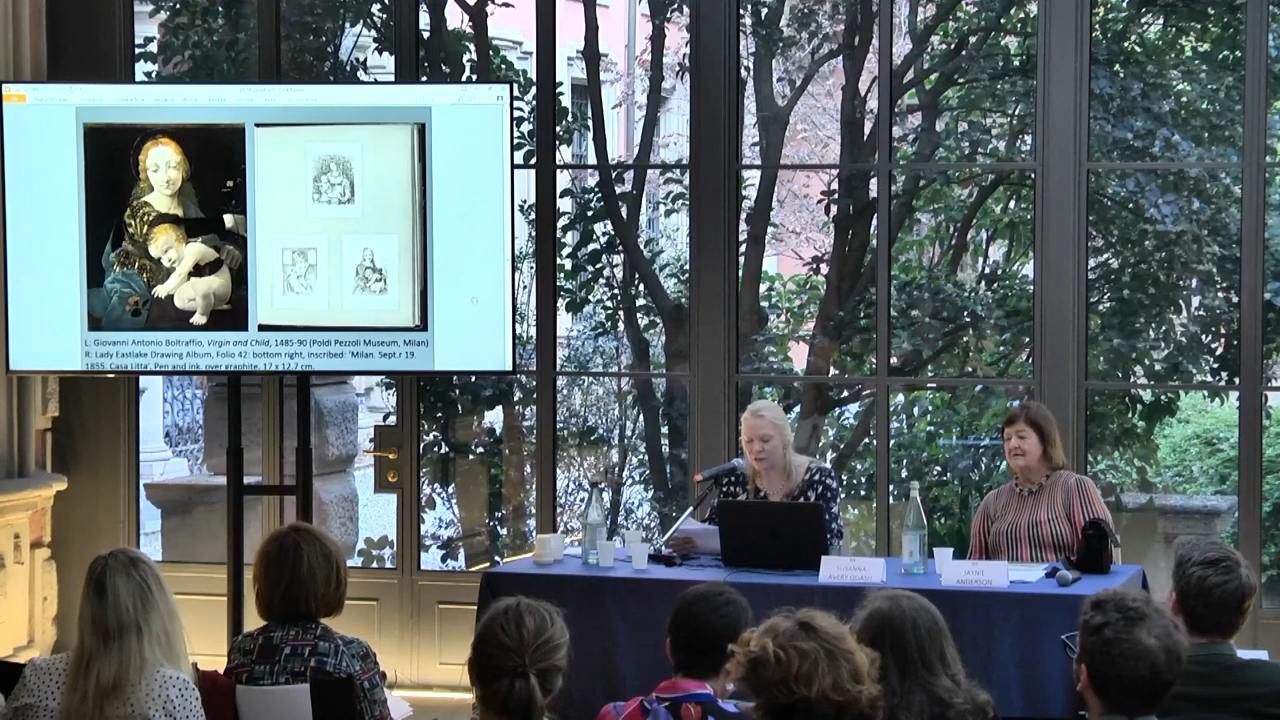 L: Giovanni Antonio Boltraffio, Virgin and Child, 1485-90 (Poldi Pezzoli Museum, Milan)
R: Lady Eastlake Drawing Album, Folio 42: bottom right, inscribed: 'Milan. Sept.r 19.
1855. Casa Litta'. Pen and ink, over graphite. 17 x 12.7 cm.
SUSANNA
AVERY-QUASH
JAYNIE
ANDERSON